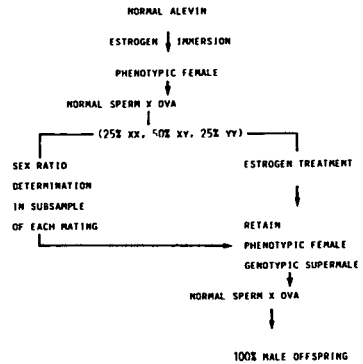 NORMAL ALEVIN
ESTROGEN IMMERSION
PHENOTYPIC FEMALE
NORMAL SPERM X OVA
(25% XX, 50% XY, 25% YY)
SEX RATIO
DETERMINATION
IN SUBSAMPLE
OF EACH MATING
ESTROGEN TREATMENT
RETAIN
PHENOTYPIC FEMALE
GENOTYPIC SUPERMALE
NORMAL SPERM X OVA
100% MALE OFFSPRING